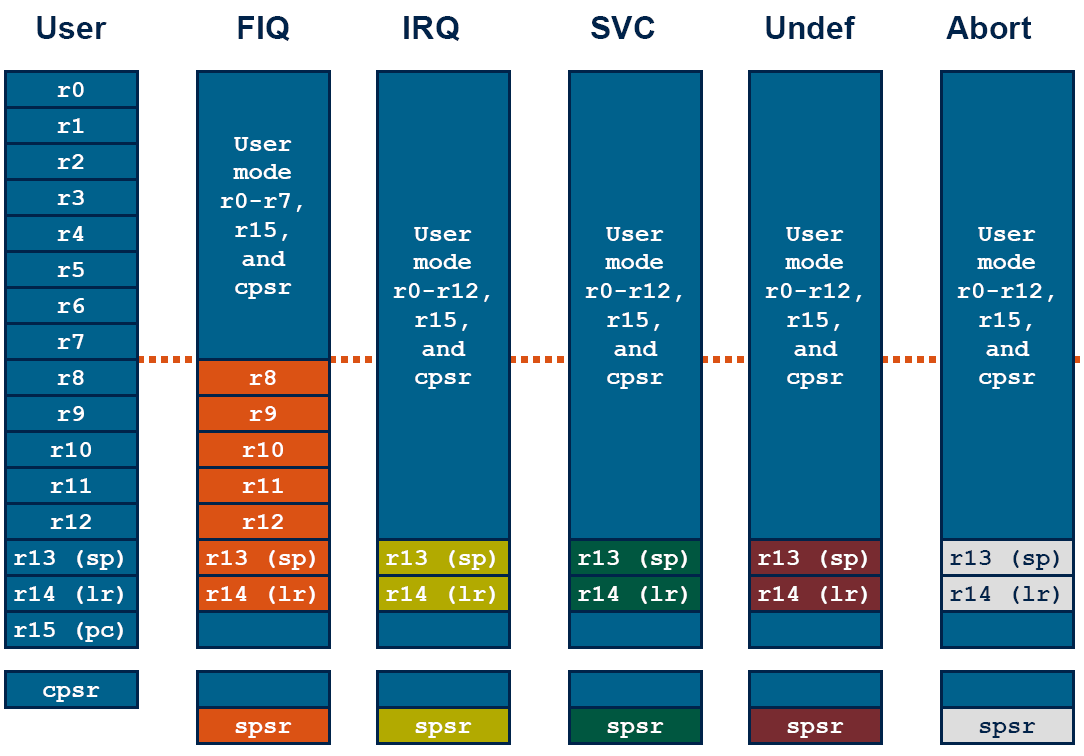 User FIQ IRQ SVC Undef Abort
r0
r1
r2
r3
r4
r5
r6
r7
r8
r9
r10
r11
r12
r13 (sp)
r14 (lr)
r15 (pc)
cpsr
User
mode
r0-r7,
r15,
and
cpsr
r8
r9
r10
r11
r12
r13 (sp)
r14 (lr)
spsr
User
mode
r0-r12,
r15,
and
cpsr
r13 (sp)
r14 (lr)
spsr
User
mode
r0-r12,
r15,
and
cpsr
r13 (sp)
r14 (lr)
spsr
User
mode
r0-r12,
r15,
and
cpsr
r13 (sp)
r14 (lr)
spsr
User
mode
r0-r12,
r15,
and
cpsr
r13 (sp)
r14 (lr)
spsr